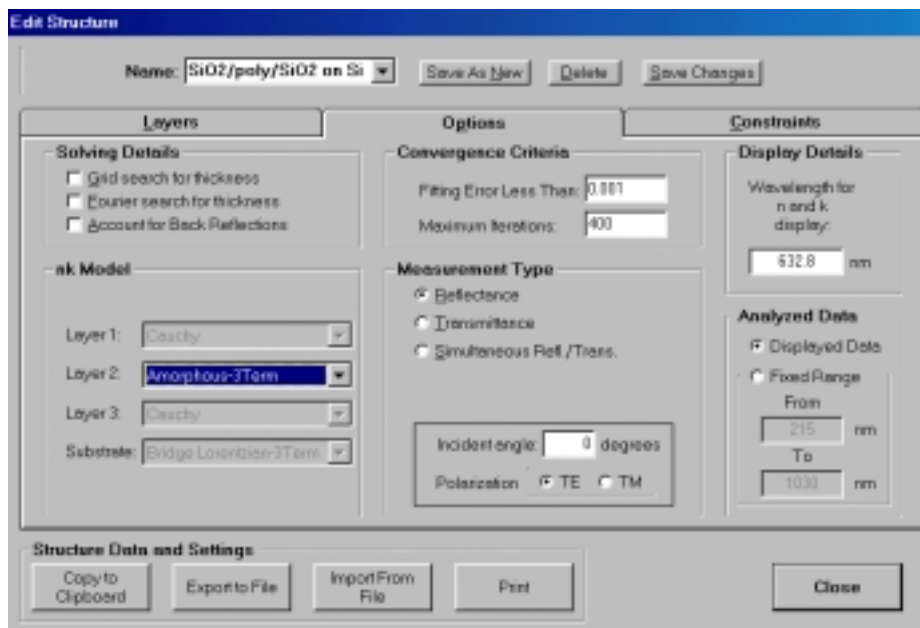 Edit Structure
Name: SiO2/poly/SiO2 on Si
Save As New
Delete
Save Changes
Layers
Options
Constraints
Solving Details
Grid search for thickness
Fourier search for thickness
Account for Back Reflections
Convergence Criteria
Fitting Error Less Than: 0.001
Maximum Iterations: 400
Display Details
Wavelength for
n and k
display:
632.8 nm
nk Model
Layer 1: Cauchy
Layer 2: Amorphous-3Term
Layer 3: Cauchy
Substrate: Bridge Lorentzian-3Term
Measurement Type
Reflectance
Transmittance
Simultaneous Refl./Trans.
Incident angle: 0 degrees
Polarization TE TM
Analyzed Data
Displayed Data
Fixed Range
From
215 nm
To
1030 nm
Structure Data and Settings
Copy to
Clipboard
Export to File
Import From
File
Print
Close